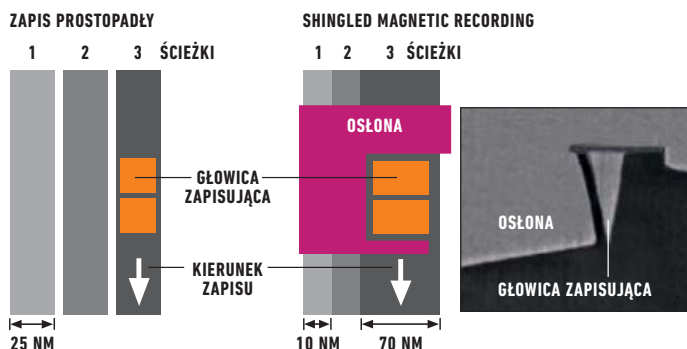 ZAPIS PROSTOPADŁY
1 2 3 ŚCIEŻKI
SHINGLED MAGNETIC RECORDING
1 2 3 ŚCIEŻKI
OSŁONA
GŁOWICA
ZAPISUJĄCA
KIERUNEK
ZAPISU
25 NM
10 NM
70 NM
OSŁONA
GŁOWICA ZAPISUJĄCA